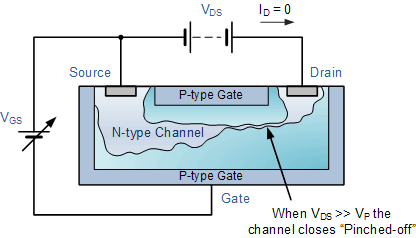 VDS
ID = 0
Source
Drain
P-type Gate
VGS
N-type Channel
P-type Gate
Gate
When VDS >> VP the
channel closes “Pinched-off”